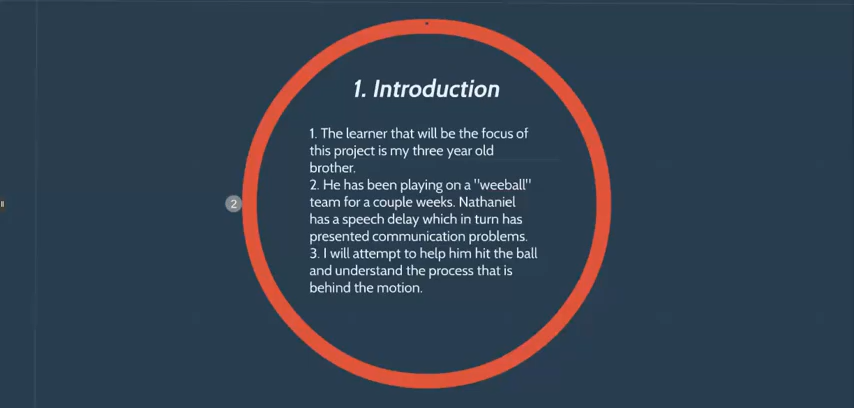 1. Introduction
1. The learner that will be the focus of
this project is my three year old
brother.
2. He has been playing on a "weeball"
team for a couple weeks. Nathaniel
has a speech delay which in turn has
presented communication problems.
3. I will attempt to help him hit the ball
and understand the process that is
behind the motion.
2